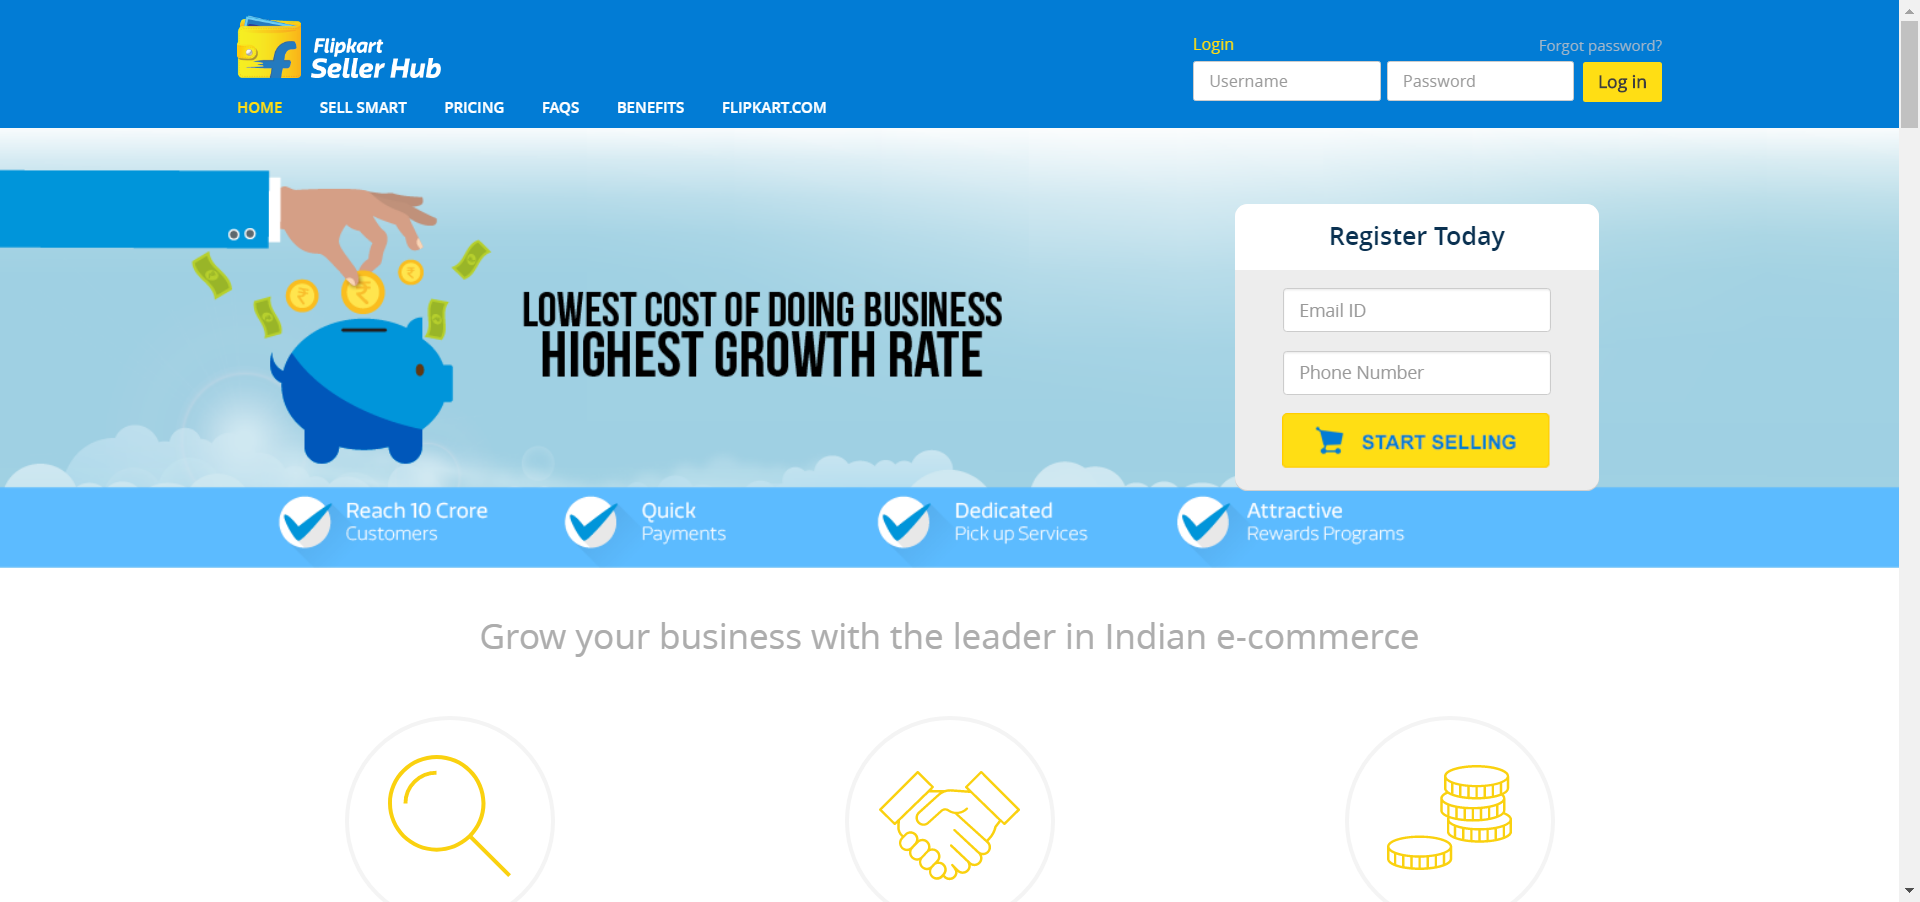 Flipkart
Seller Hub
Login
Forgot password?
Username
Password
Log in
HOME
SELL SMART
PRICING
FAQS
BENEFITS
FLIPKART.COM
LOWEST COST OF DOING BUSINESS
HIGHEST GROWTH RATE
Register Today
Email ID
Phone Number
START SELLING
Reach 10 Crore
Customers
Quick
Payments
Dedicated
Pick up Services
Attractive
Rewards Programs
Grow your business with the leader in Indian e-commerce